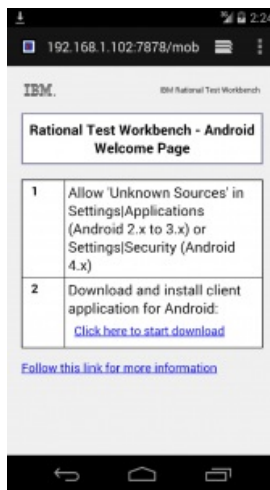 2:24
192.168.1.102:7878/mob
IBM.
IBM Rational Test Workbench
Rational Test Workbench - Android
Welcome Page
1
Allow 'Unknown Sources' in
Settings|Applications
(Android 2.x to 3.x) or
Settings|Security (Android
4.x)
2
Download and install client
application for Android:
Click here to start download
Follow this link for more information